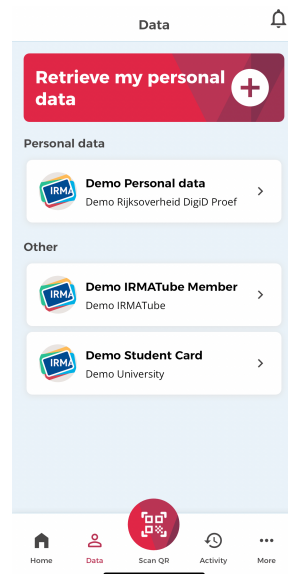 Data
Retrieve my personal
data
Personal data
IRMA
Demo Personal data
Demo Rijksoverheid DigiD Proef
Other
IRMA
Demo IRMATube Member
Demo IRMATube
IRMA
Demo Student Card
Demo University
Home
Data
Scan QR
Activity
More